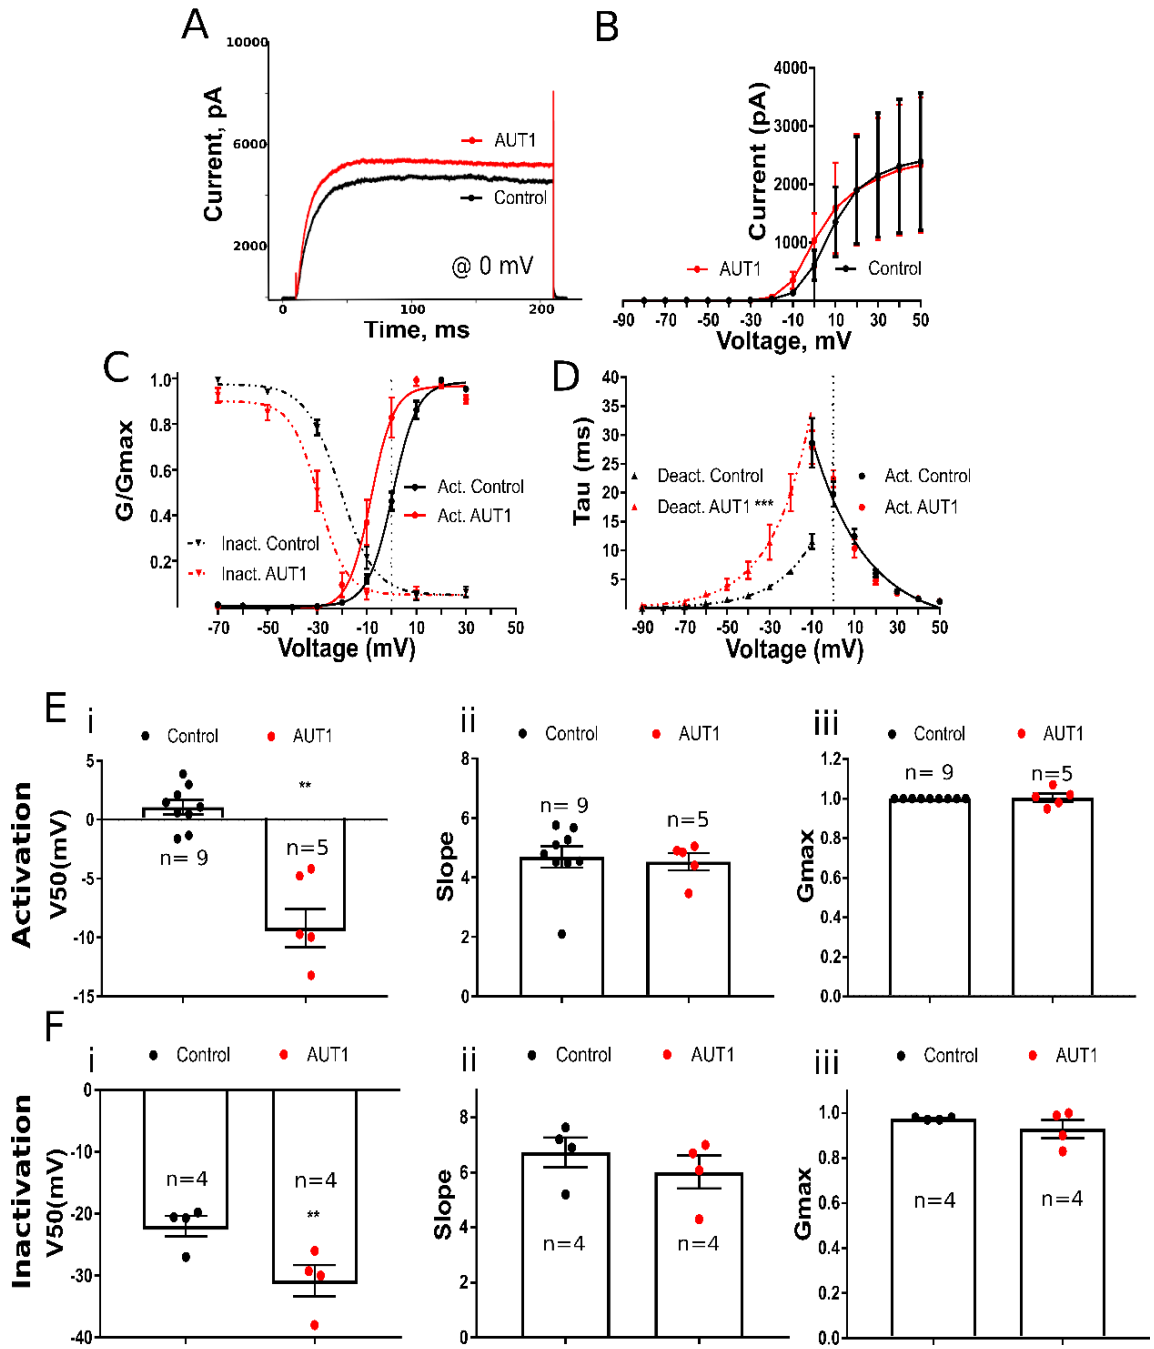 A
10000
6000
2000
Current, pA
AUT1
Control
@ 0 mV
0
100
200
Time, ms
B
4000
3000
2000
1000
Current (pA)
AUT1
Control
-90 -70 -50 -30 -10 10 30 50
Voltage, mV
C
1.0
0.8
0.6
0.4
0.2
G/Gmax
Act. Control
Act. AUT1
Inact. Control
Inact. AUT1
-70 -50 -30 -10 10 30 50
Voltage (mV)
D
40
35
30
25
20
15
10
5
Tau (ms)
Deact. Control
Deact. AUT1 ***
Act. Control
Act. AUT1
-90 -70 -50 -30 -10 10 30 50
Voltage (mV)
E
Activation
i
Control AUT1
5
0
-5
-10
-15
V50(mV)
**
n= 9
n=5
ii
Control AUT1
8
6
4
2
0
Slope
n= 9
n=5
iii
Control AUT1
1.2
1.0
0.8
0.6
0.4
0.2
0.0
Gmax
n= 9
n=5
F
Inactivation
i
Control AUT1
0
-10
-20
-30
-40
V50(mV)
n=4
n=4
**
ii
Control AUT1
8
6
4
2
0
Slope
n=4
n=4
iii
Control AUT1
1.0
0.8
0.6
0.4
0.2
0.0
Gmax
n=4
n=4